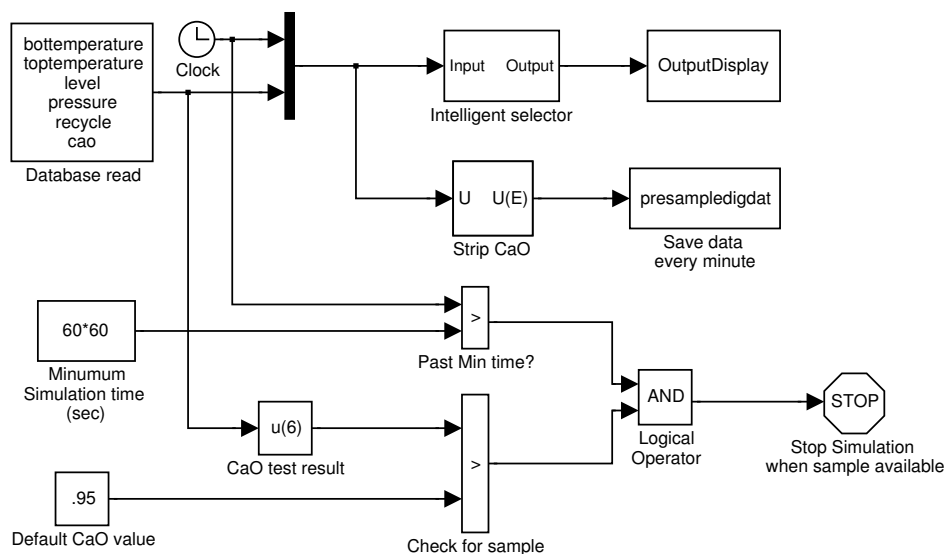 bottemperature
toptemperature
level
pressure
recycle
cao
Database read
Clock
Input Output
Intelligent selector
OutputDisplay
U U(E)
Strip CaO
presampledigdat
Save data
every minute
60*60
Minumum
Simulation time
(sec)
>
Past Min time?
u(6)
CaO test result
.95
Default CaO value
>
Check for sample
AND
Logical
Operator
STOP
Stop Simulation
when sample available